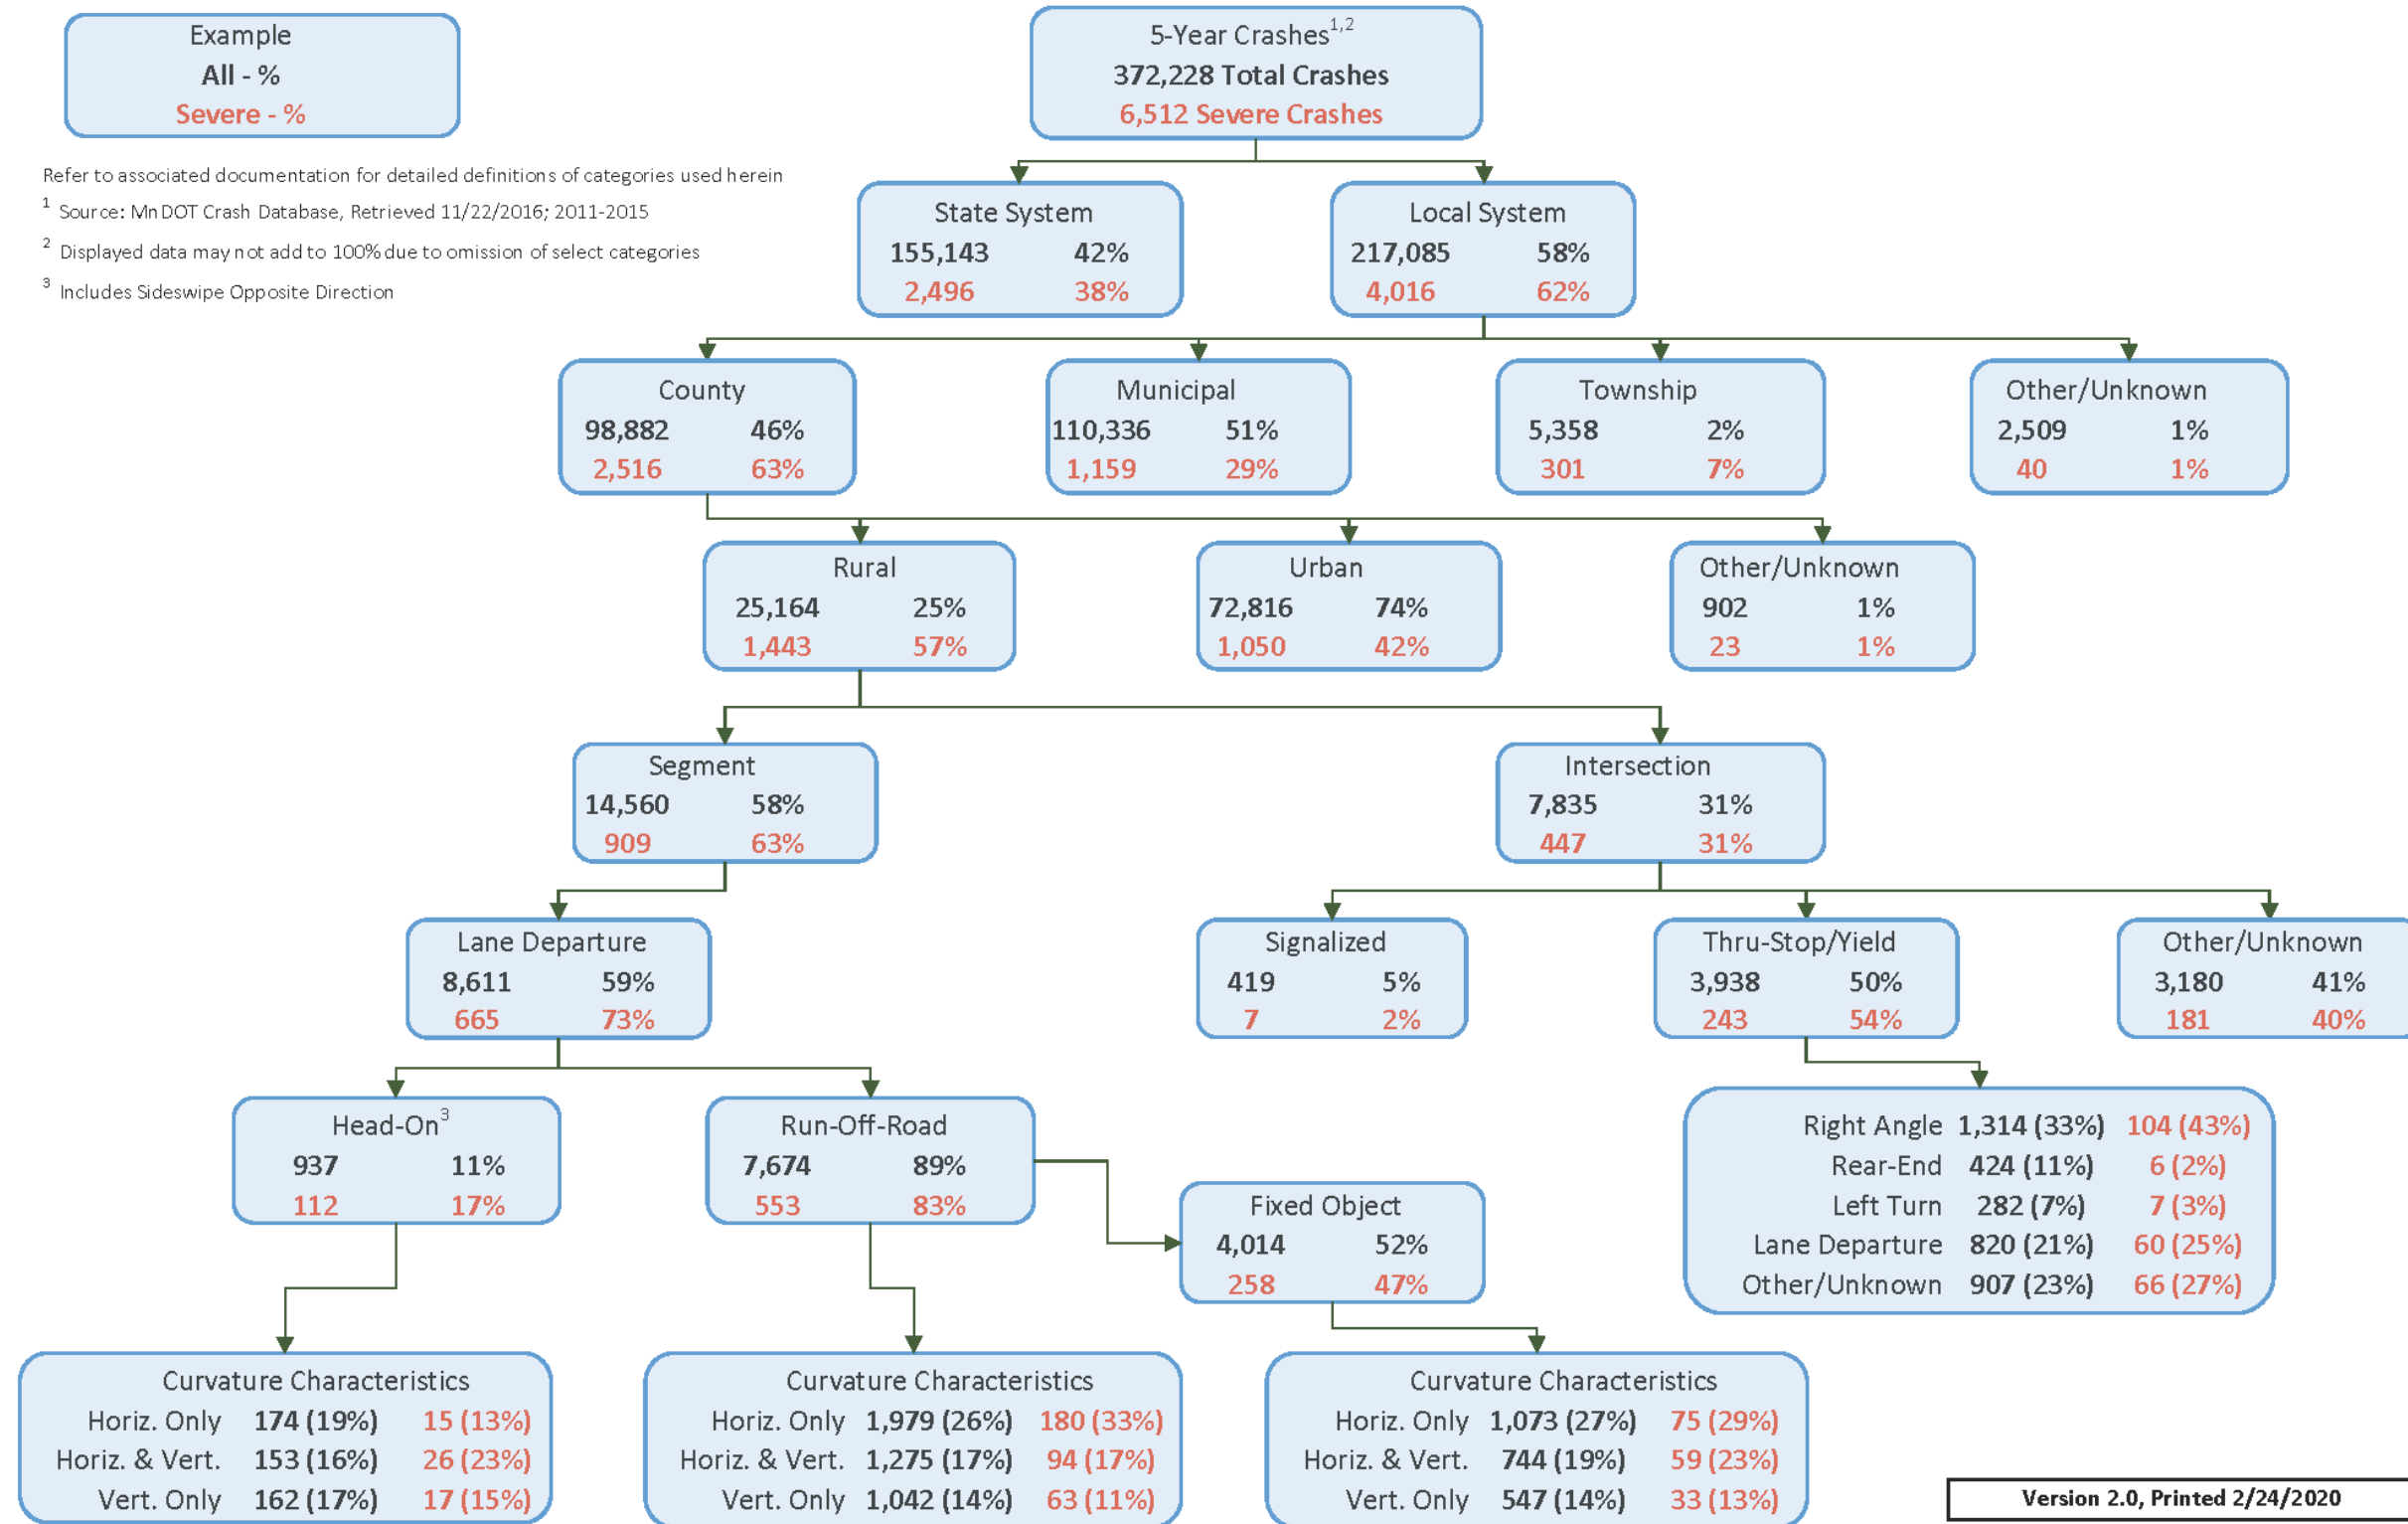 Example
All - %
Severe - %
5-Year Crashes1,2
372,228 Total Crashes
6,512 Severe Crashes
Refer to associated documentation for detailed definitions of categories used herein
1 Source: MnDOT Crash Database, Retrieved 11/22/2016; 2011-2015
2 Displayed data may not add to 100% due to omission of select categories
3 Includes Sideswipe Opposite Direction
State System
155,143 42%
2,496 38%
Local System
217,085 58%
4,016 62%
County
98,882 46%
2,516 63%
Municipal
110,336 51%
1,159 29%
Township
5,358 2%
301 7%
Other/Unknown
2,509 1%
40 1%
Rural
25,164 25%
1,443 57%
Urban
72,816 74%
1,050 42%
Other/Unknown
902 1%
23 1%
Segment
14,560 58%
909 63%
Intersection
7,835 31%
447 31%
Lane Departure
8,611 59%
665 73%
Signalized
419 5%
7 2%
Thru-Stop/Yield
3,938 50%
243 54%
Other/Unknown
3,180 41%
181 40%
Head-On3
937 11%
112 17%
Run-Off-Road
7,674 89%
553 83%
Fixed Object
4,014 52%
258 47%
Right Angle 1,314 (33%) 104 (43%)
Rear-End 424 (11%) 6 (2%)
Left Turn 282 (7%) 7 (3%)
Lane Departure 820 (21%) 60 (25%)
Other/Unknown 907 (23%) 66 (27%)
Curvature Characteristics
Horiz. Only 174 (19%) 15 (13%)
Horiz. & Vert. 153 (16%) 26 (23%)
Vert. Only 162 (17%) 17 (15%)
Curvature Characteristics
Horiz. Only 1,979 (26%) 180 (33%)
Horiz. & Vert. 1,275 (17%) 94 (17%)
Vert. Only 1,042 (14%) 63 (11%)
Curvature Characteristics
Horiz. Only 1,073 (27%) 75 (29%)
Horiz. & Vert. 744 (19%) 59 (23%)
Vert. Only 547 (14%) 33 (13%)
Version 2.0, Printed 2/24/2020